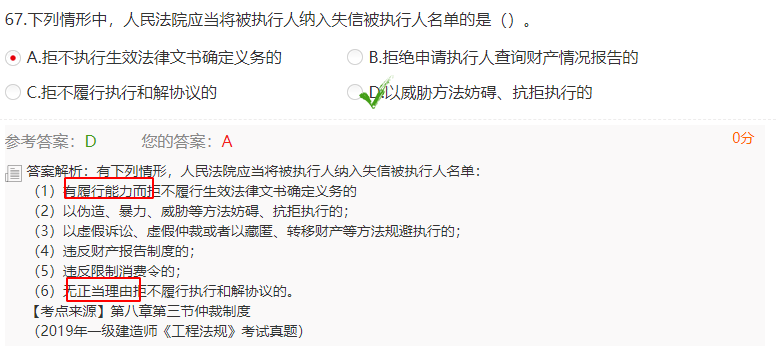 67.下列情形中，人民法院应当将被执行人纳入失信被执行人名单的是（）。
A.拒不执行生效法律文书确定义务的
B.拒绝申请执行人查询财产情况报告的
C.拒不履行执行和解协议的
D.以威胁方法妨碍、抗拒执行的
参考答案：D 您的答案：A 0分
答案解析：有下列情形，人民法院应当将被执行人纳入失信被执行人名单：
（1）有履行能力而拒不履行生效法律文书确定义务的
（2）以伪造、暴力、威胁等方法妨碍、抗拒执行的；
（3）以虚假诉讼、虚假仲裁或者以藏匿、转移财产等方法规避执行的；
（4）违反财产报告制度的；
（5）违反限制消费令的；
（6）无正当理由拒不履行执行和解协议的。
【考点来源】第八章第三节仲裁制度
（2019年一级建造师《工程法规》考试真题）